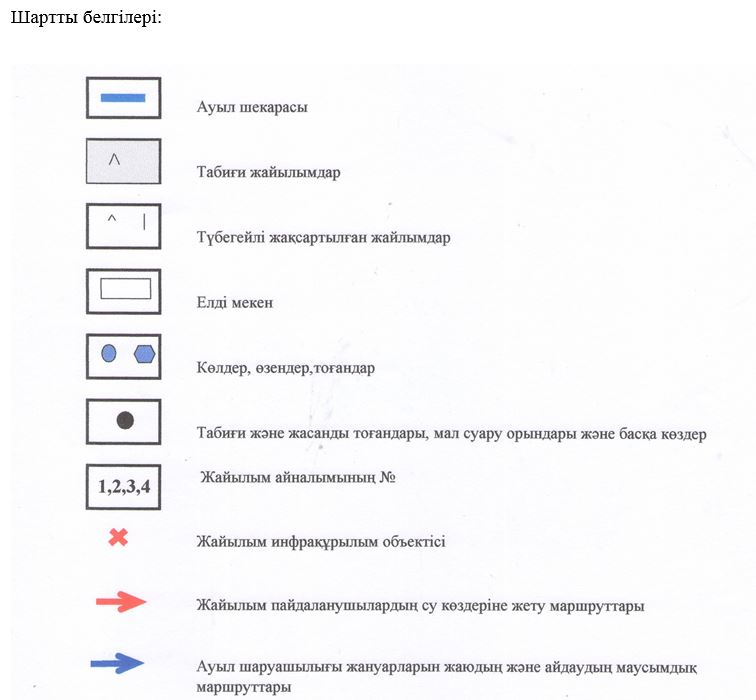 Шартты белгілері:
Ауыл шекарасы
Табиғи жайылымдар
Түбегейлі жақсартылған жайлымдар
Елді мекен
Көлдер, өзендер,тоғандар
Табиғи және жасанды тоғандары, мал суару орындары және басқа көздер
1,2,3,4 Жайылым айналымының №
Жайылым инфрақұрылым объектісі
Жайылым пайдаланушылардың су көздеріне жету маршруттары
Ауыл шаруашылығы жануарларын жаюдың және айдаудың маусымдық
маршруттары